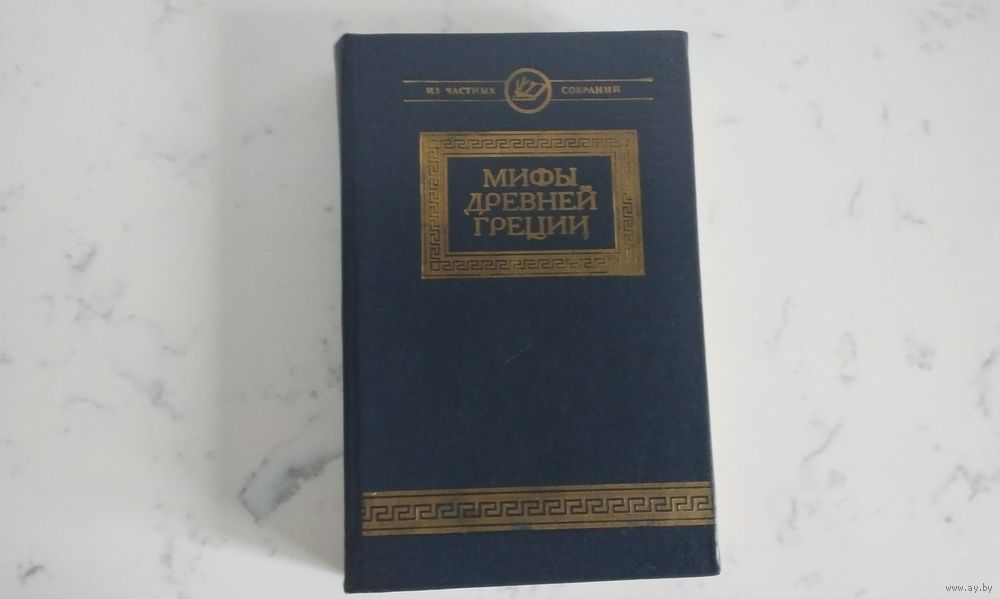 ИЗ ЧАСТНЫХ СОБРАНИЙ
МИФЫ
ДРЕВНЕЙ
ГРЕЦИИ
www.ay.by